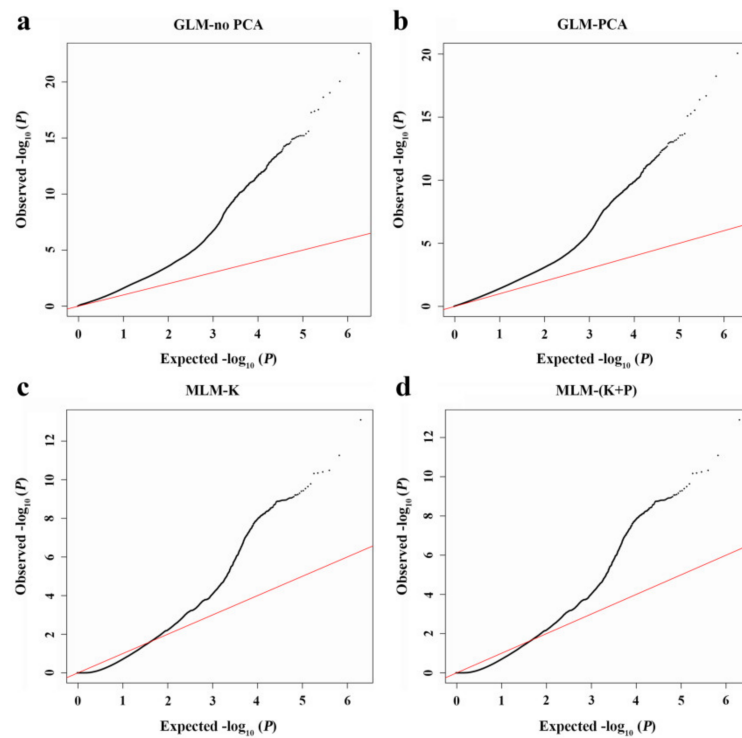 a GLM-no PCA
Observed -log₁₀ (P)
20
15
10
5
0
0 1 2 3 4 5 6
Expected -log₁₀ (P)
b GLM-PCA
Observed -log₁₀ (P)
20
15
10
5
0
0 1 2 3 4 5 6
Expected -log₁₀ (P)
c MLM-K
Observed -log₁₀ (P)
12
10
8
6
4
2
0
0 1 2 3 4 5 6
Expected -log₁₀ (P)
d MLM-(K+P)
Observed -log₁₀ (P)
12
10
8
6
4
2
0
0 1 2 3 4 5 6
Expected -log₁₀ (P)